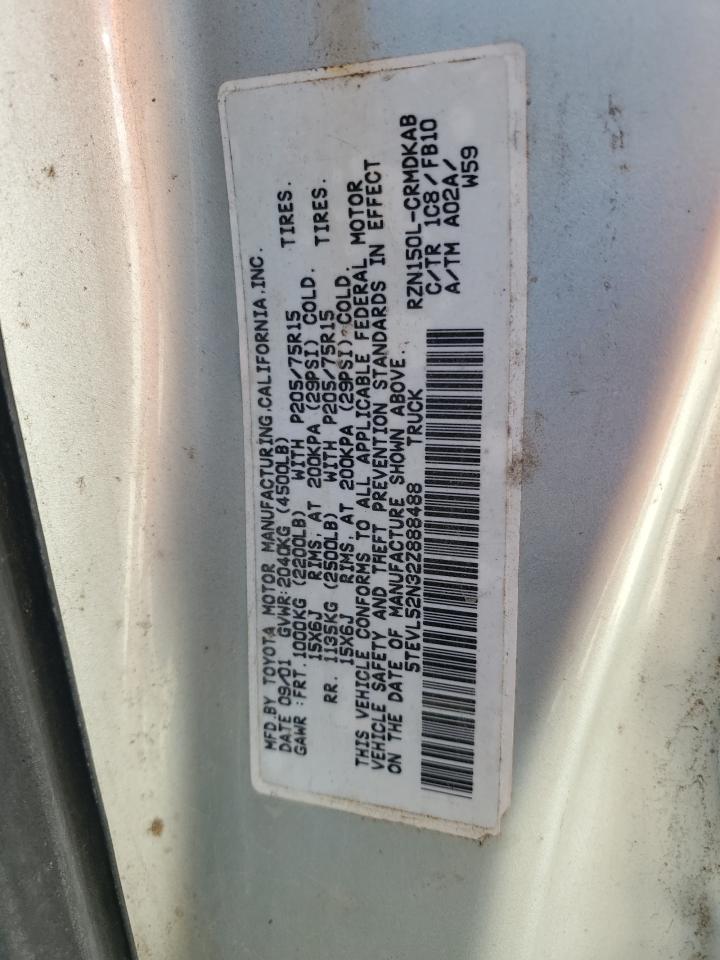 MFD.BY TOYOTA MOTOR MANUFACTURING.CALIFORNIA.INC.
DATE 09/01 GVWR:2040KG (4500LB)
GAWR :FRT.1000KG (2200LB) WITH P205/75R15 TIRES.
15X6J RIMS, AT 200KPA (29PSI) COLD.
RR. 1135KG (2500LB) WITH P205/75R15 TIRES.
15X6J RIMS, AT 200KPA (29PSI) COLD.
THIS VEHICLE CONFORMS TO ALL APPLICABLE FEDERAL MOTOR
VEHICLE SAFETY AND THEFT PREVENTION STANDARDS IN EFFECT
ON THE DATE OF MANUFACTURE SHOWN ABOVE.
5TEVL52N32Z888488 TRUCK
RZN150L-CRMDKAB
C/TR 1C8/FB10
A/TM A02A/
W59